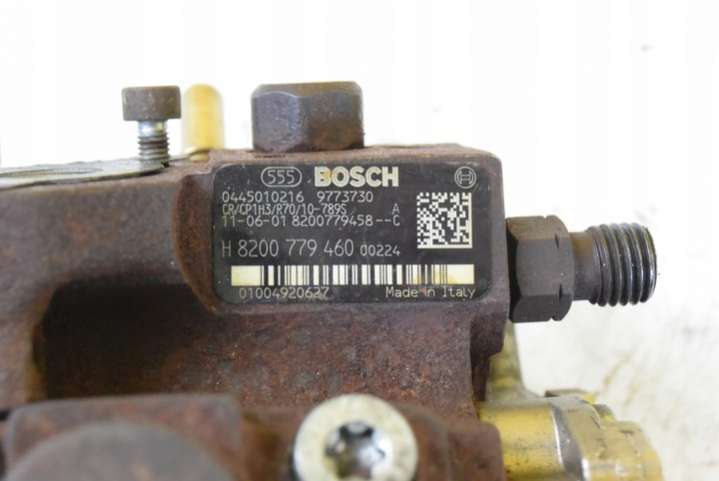 555 BOSCH
0445010216 9773730
CR/CP1H3/R70/10-789S A
11-06-01 8200779458--C
H 8200 779 460 00224
01004920627 Made in Italy